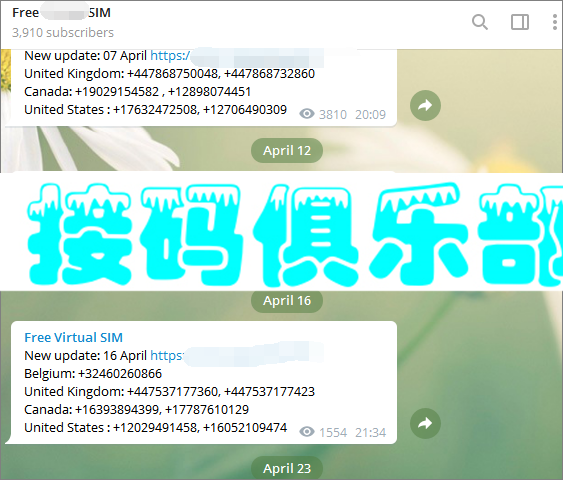 Free SIM
3,910 subscribers
New update: 07 April https:/
United Kingdom: +447868750048, +447868732860
Canada: +19029154582 , +12898074451
United States : +17632472508, +12706490309
3810 20:09
April 12
接码俱乐部
April 16
Free Virtual SIM
New update: 16 April https:
Belgium: +32460260866
United Kingdom: +447537177360, +447537177423
Canada: +16393894399, +17787610129
United States : +12029491458, +16052109474
1554 21:34
April 23